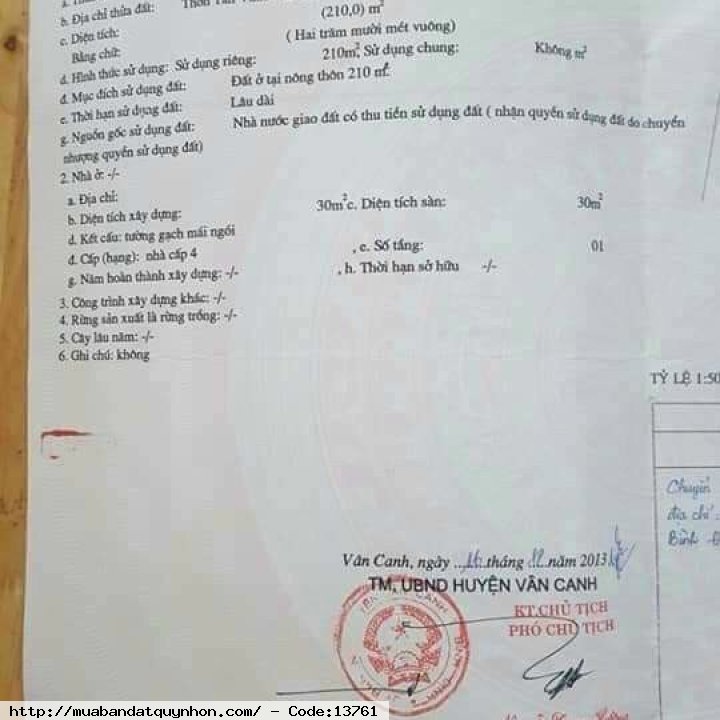 b. Địa chỉ thửa đất: Thôn
c. Diện tích: (210,0) m²
Bằng chữ: ( Hai trăm mười mét vuông)
d. Hình thức sử dụng: Sử dụng riêng: 210m², Sử dụng chung: Không m²
đ. Mục đích sử dụng đất: Đất ở tại nông thôn 210 m².
e. Thời hạn sử dụng đất: Lâu dài
g. Nguồn gốc sử dụng đất: Nhà nước giao đất có thu tiền sử dụng đất ( nhận quyền sử dụng đất do chuyển
nhượng quyền sử dụng đất)
2. Nhà ở: -/-
a. Địa chỉ:
b. Diện tích xây dựng: 30m² c. Diện tích sàn: 30m²
d. Kết cấu: tường gạch mái ngói
đ. Cấp (hạng): nhà cấp 4 , e. Số tầng: 01
g. Năm hoàn thành xây dựng: -/- , h. Thời hạn sở hữu -/-
3. Công trình xây dựng khác: -/-
4. Rừng sản xuất là rừng trồng: -/-
5. Cây lâu năm: -/-
6. Ghi chú: không
TỶ LỆ 1:50
Chuyển
địa chỉ
Bình
Vân Canh, ngày ... tháng ... năm 2013
TM, UBND HUYỆN VÂN CANH
KT.CHỦ TỊCH
PHÓ CHỦ TỊCH
http://muabandatquynhon.com/ - Code:13761